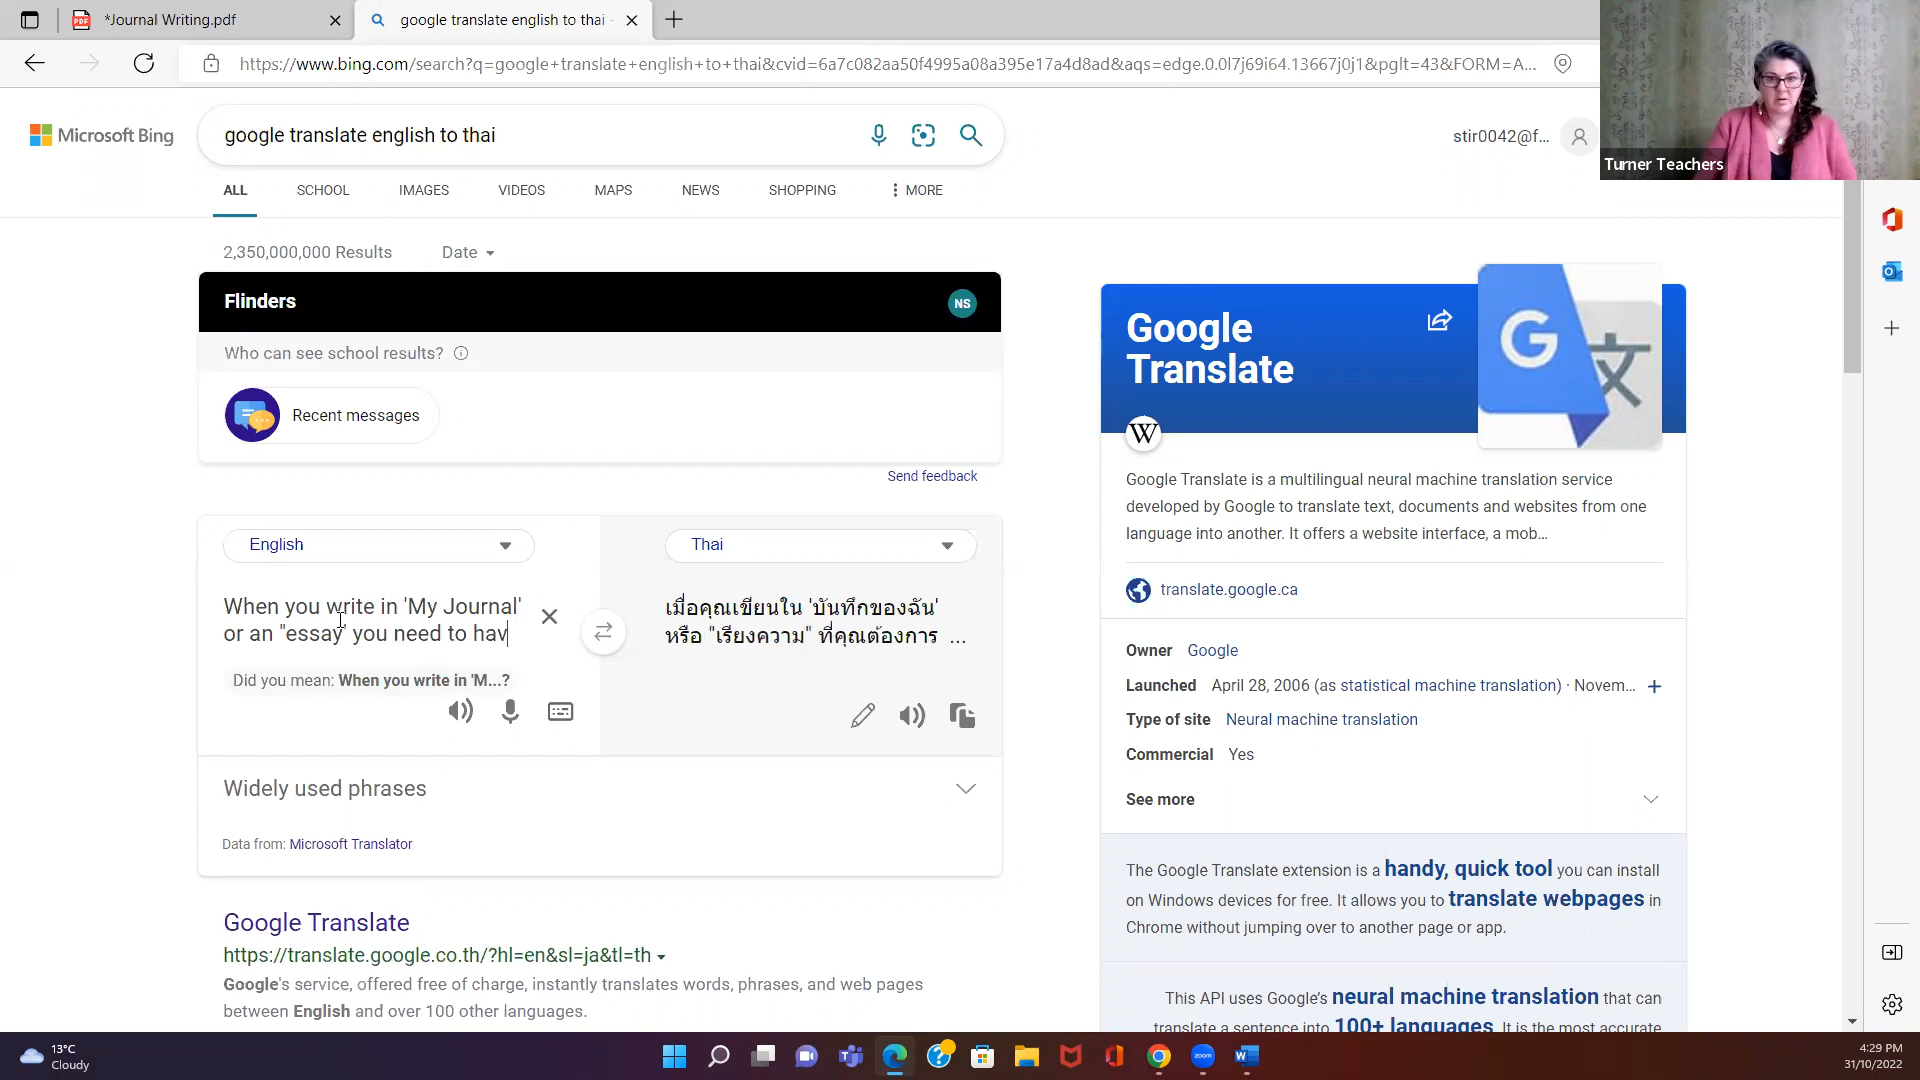 *Journal Writing.pdf
google translate english to thai -
https://www.bing.com/search?q=google+translate+english+to+thai&cvid=6a7c082aa50f4995a08a395e17a4d8ad&aqs=edge.0.0l7j69i64.13667j0j1&pglt=43&FORM=A...
Microsoft Bing
google translate english to thai
stir0042@f...
Turner Teachers
ALL
SCHOOL
IMAGES
VIDEOS
MAPS
NEWS
SHOPPING
MORE
2,350,000,000 Results
Date
Flinders
NS
Who can see school results?
Recent messages
Send feedback
English
Thai
When you write in 'My Journal'
or an "essay" you need to hav
เมื่อคุณเขียนใน 'บันทึกของฉัน'
หรือ "เรียงความ" ที่คุณต้องการ ...
Did you mean: When you write in 'M...?
Widely used phrases
Data from: Microsoft Translator
Google Translate
https://translate.google.co.th/?hl=en&sl=ja&tl=th
Google's service, offered free of charge, instantly translates words, phrases, and web pages
between English and over 100 other languages.
Google
Translate
G
文
W
Google Translate is a multilingual neural machine translation service
developed by Google to translate text, documents and websites from one
language into another. It offers a website interface, a mob...
translate.google.ca
Owner Google
Launched April 28, 2006 (as statistical machine translation) · Novem...
Type of site Neural machine translation
Commercial Yes
See more
The Google Translate extension is a handy, quick tool you can install
on Windows devices for free. It allows you to translate webpages in
Chrome without jumping over to another page or app.
This API uses Google's neural machine translation that can
translate a sentence into 100+ languages. It is the most accurate
13°C
Cloudy
zoom
4:29 PM
31/10/2022